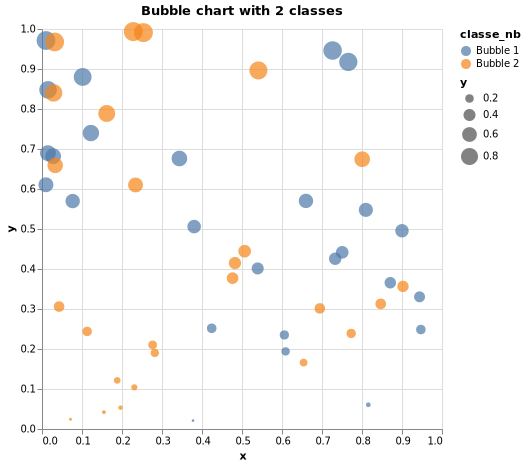 Bubble chart with 2 classes
1.0
0.9
0.8
0.7
0.6
0.5
0.4
0.3
0.2
0.1
0.0
y
0.0 0.1 0.2 0.3 0.4 0.5 0.6 0.7 0.8 0.9 1.0
x
classe_nb
Bubble 1
Bubble 2
y
0.2
0.4
0.6
0.8